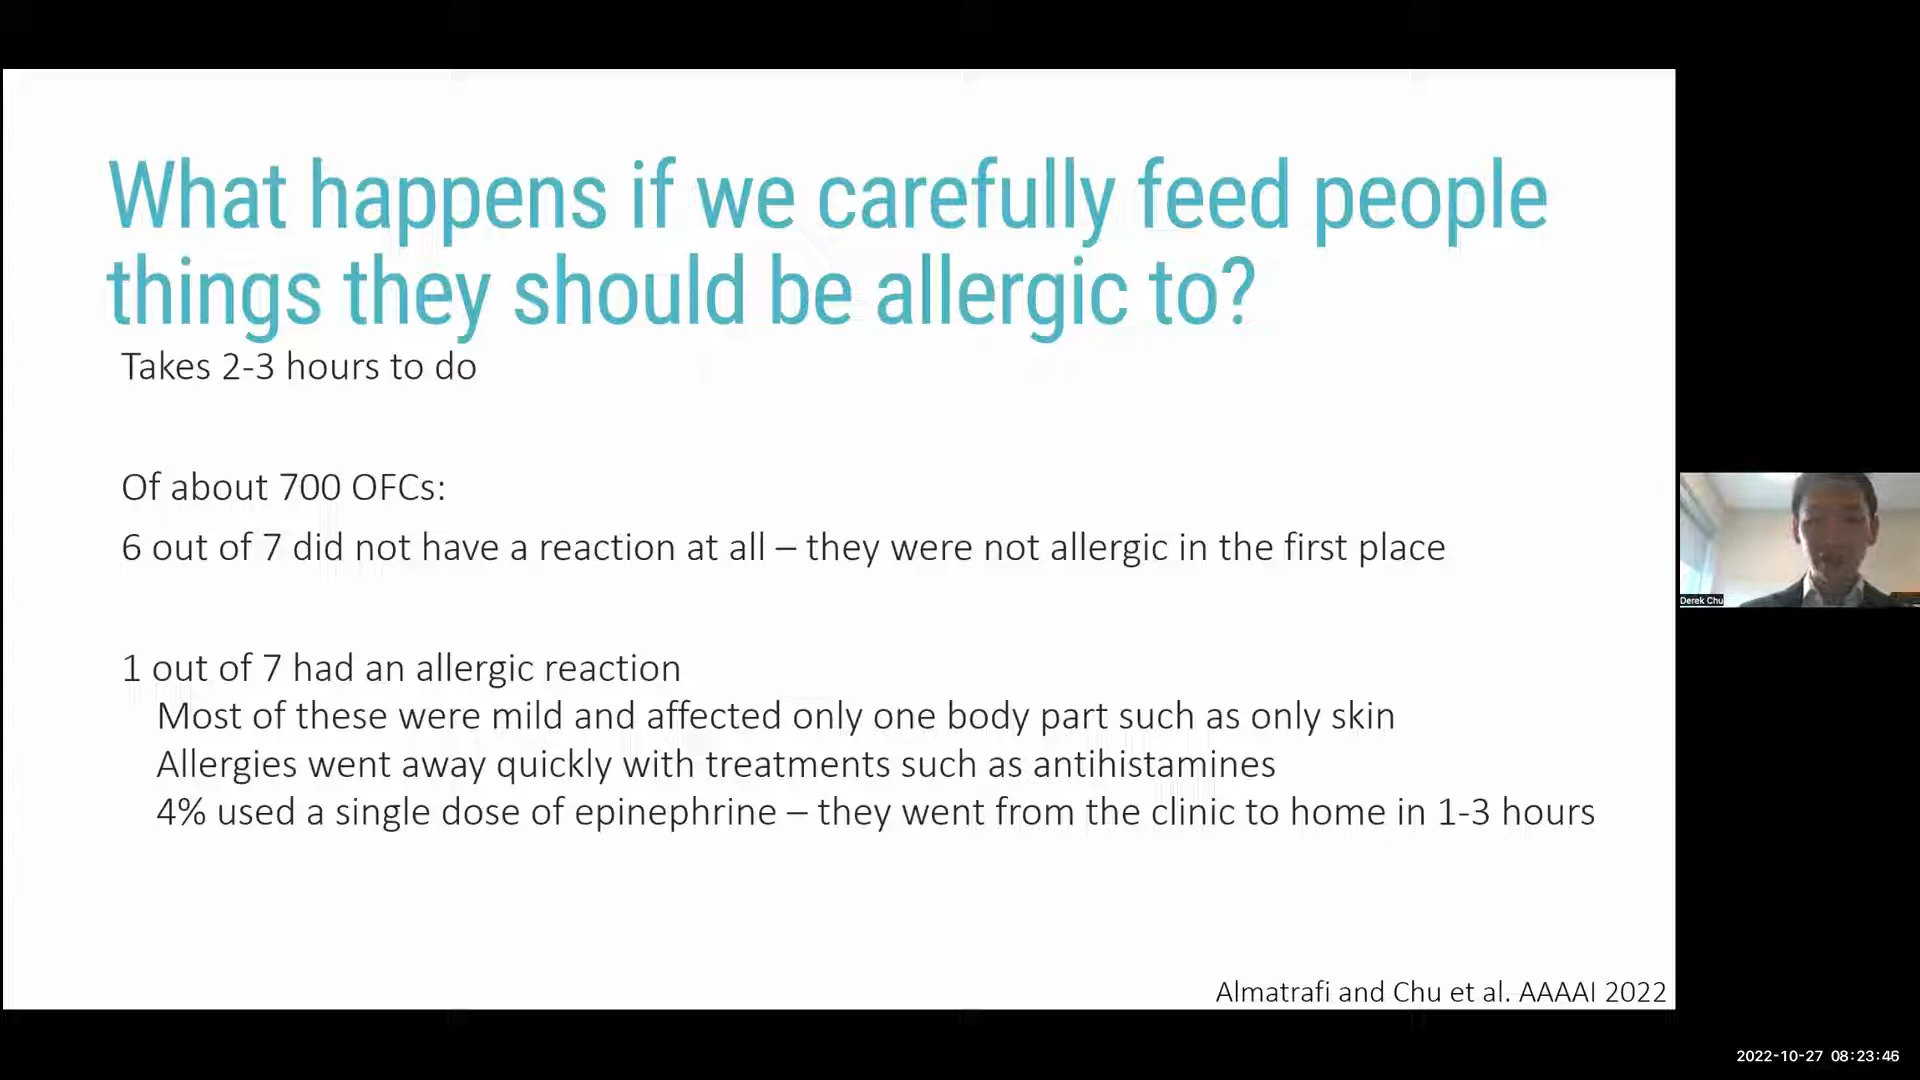 What happens if we carefully feed people
things they should be allergic to?
Takes 2-3 hours to do
Of about 700 OFCs:
6 out of 7 did not have a reaction at all – they were not allergic in the first place
1 out of 7 had an allergic reaction
Most of these were mild and affected only one body part such as only skin
Allergies went away quickly with treatments such as antihistamines
4% used a single dose of epinephrine – they went from the clinic to home in 1-3 hours
Almatrafi and Chu et al. AAAAI 2022
Derek Chu
2022-10-27 08:23:46